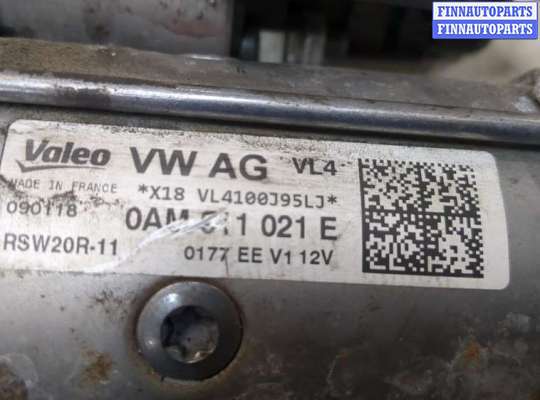 FINNAUTOPARTS
FINNAUTOPARTS
Valeo VW AG VL4
MADE IN FRANCE *X18 VL4100J95LJ*
090118 0AM 911 021 E
RSW20R-11 0177 EE V1 12V